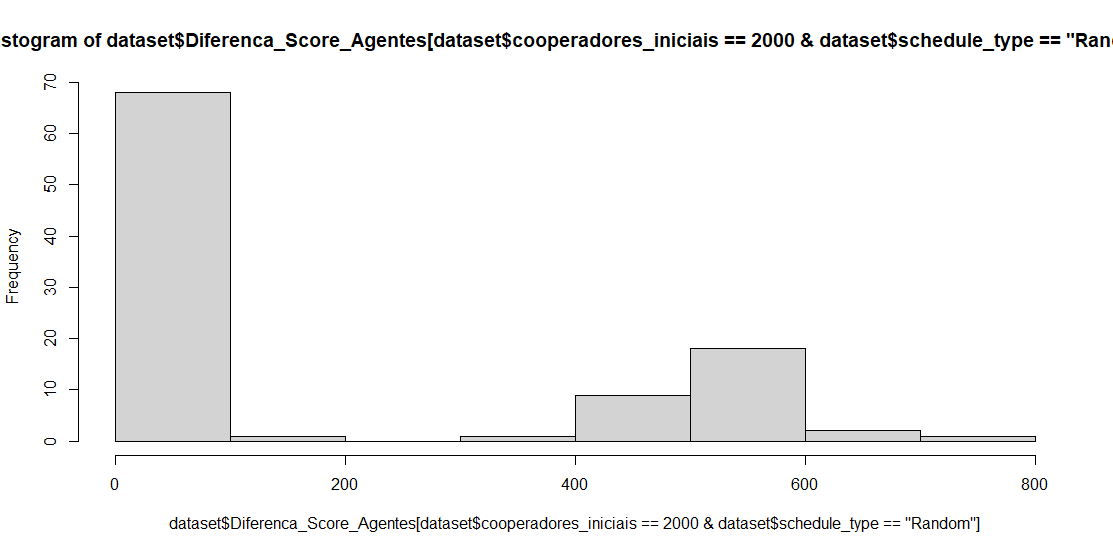 stogram of dataset$Diferenca_Score_Agentes[dataset$cooperadores_iniciais == 2000 & dataset$schedule_type == "Ran
Frequency
70
60
50
40
30
20
10
0
0 200 400 600 800
dataset$Diferenca_Score_Agentes[dataset$cooperadores_iniciais == 2000 & dataset$schedule_type == "Random"]